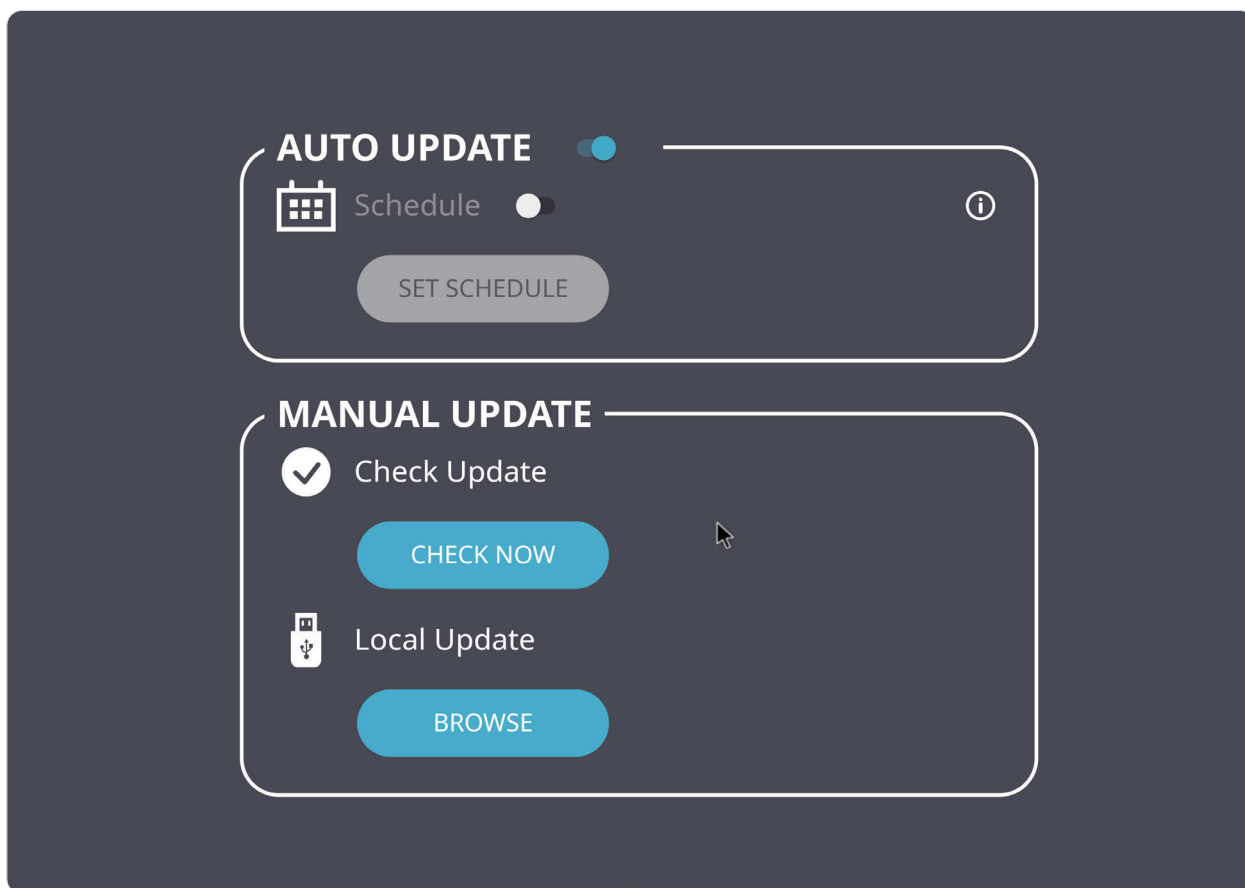 AUTO UPDATE
Schedule
SET SCHEDULE
MANUAL UPDATE
Check Update
CHECK NOW
Local Update
BROWSE